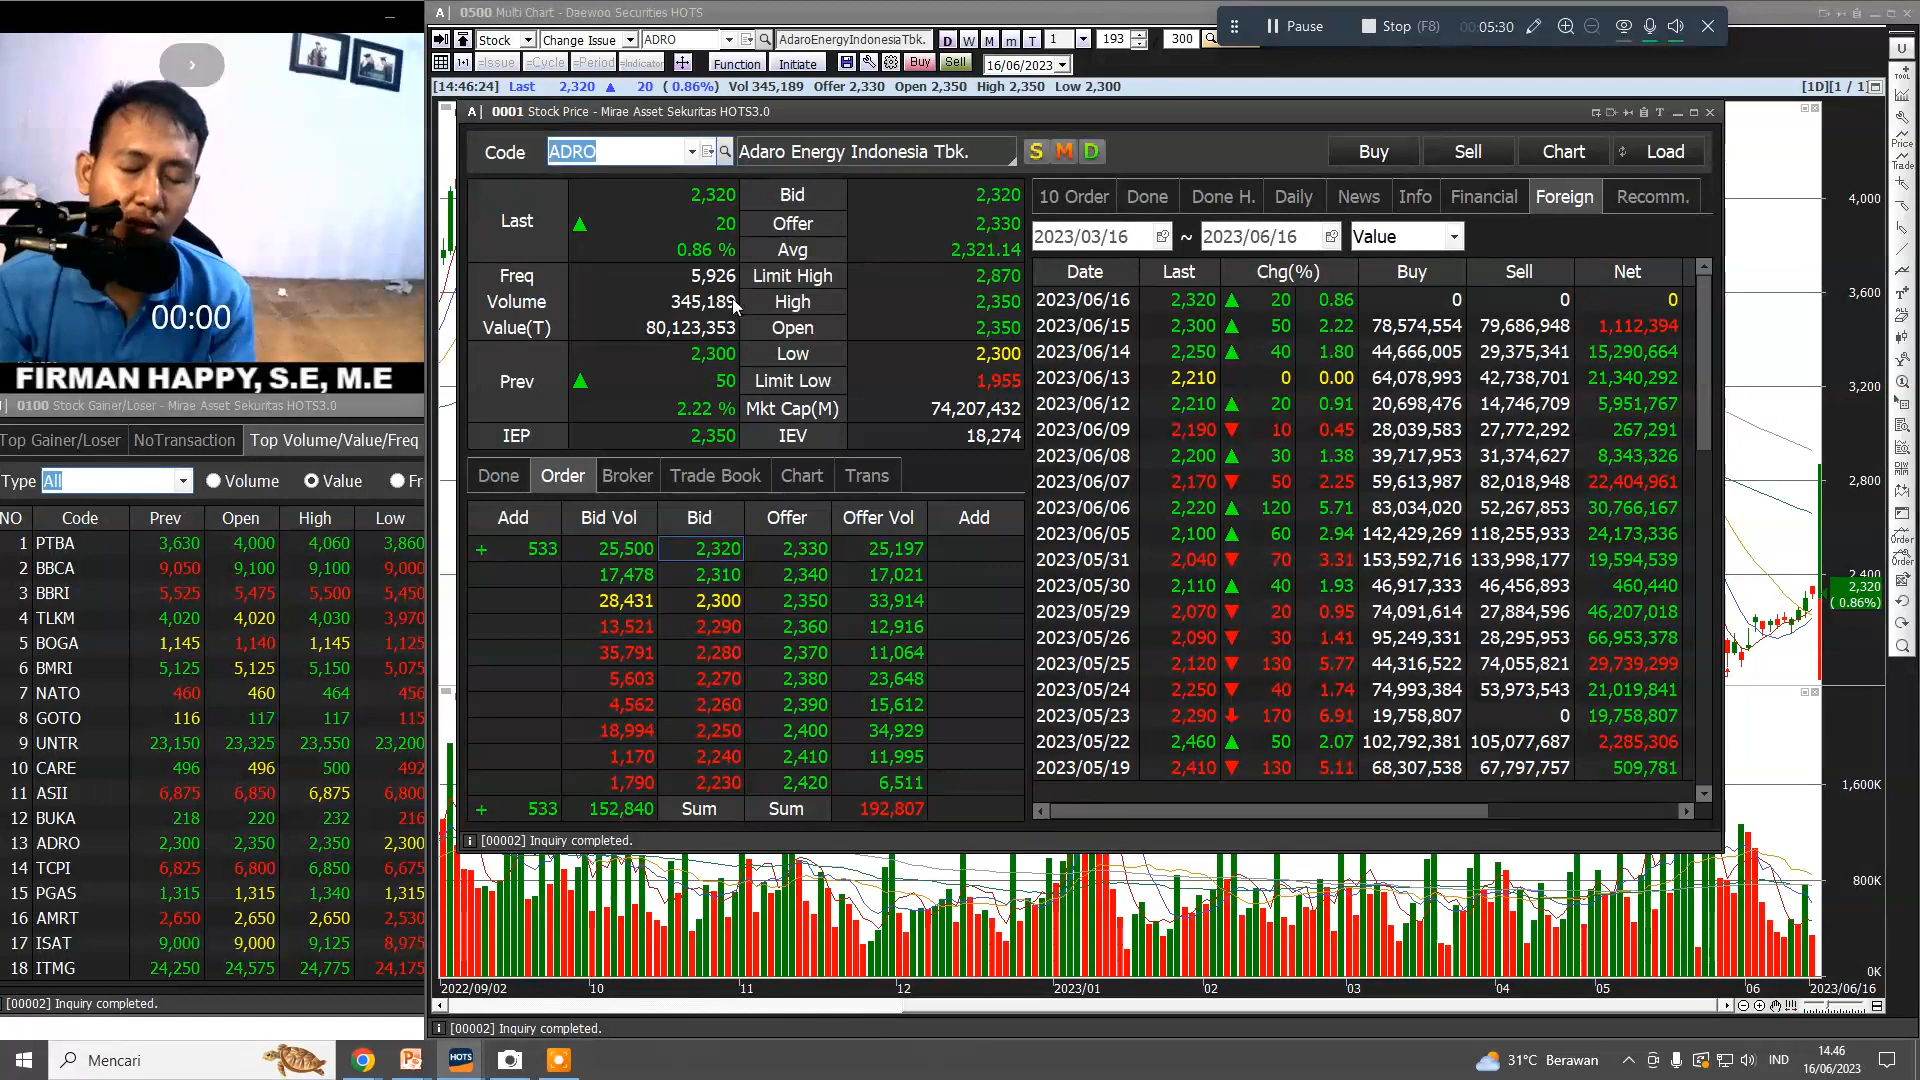 A 0500 Multi Chart - Daewoo Securities HOTS
Pause Stop (F8) 00:05:30
Stock Change Issue ADRO AdaroEnergyIndonesiaTbk. D W M m T 1 193 / 300
=Issue =Cycle =Period =Indicator Function Initiate Buy Sell 16/06/2023
[14:46:24] Last 2,320 ▲ 20 ( 0.86%) Vol 345,189 Offer 2,330 Open 2,350 High 2,350 Low 2,300 [1D][1 / 1]
A 0001 Stock Price - Mirae Asset Sekuritas HOTS3.0
Code ADRO Adaro Energy Indonesia Tbk. S M D Buy Sell Chart Load
Last 2,320 Bid 2,320
▲ 20 Offer 2,330
0.86 % Avg 2,321.14
Freq 5,926 Limit High 2,870
Volume 345,189 High 2,350
Value(T) 80,123,353 Open 2,350
Prev 2,300 Low 2,300
▲ 50 Limit Low 1,955
2.22 % Mkt Cap(M) 74,207,432
IEP 2,350 IEV 18,274
Done Order Broker Trade Book Chart Trans
Add Bid Vol Bid Offer Offer Vol Add
+ 533 25,500 2,320 2,330 25,197
17,478 2,310 2,340 17,021
28,431 2,300 2,350 33,914
13,521 2,290 2,360 12,916
35,791 2,280 2,370 11,064
5,603 2,270 2,380 23,648
4,562 2,260 2,390 15,612
18,994 2,250 2,400 34,929
1,170 2,240 2,410 11,995
1,790 2,230 2,420 6,511
+ 533 152,840 Sum Sum 192,807
[00002] Inquiry completed.
10 Order Done Done H. Daily News Info Financial Foreign Recomm.
2023/03/16 ~ 2023/06/16 Value
Date Last Chg(%) Buy Sell Net
2023/06/16 2,320 ▲ 20 0.86 0 0 0
2023/06/15 2,300 ▲ 50 2.22 78,574,554 79,686,948 1,112,394
2023/06/14 2,250 ▲ 40 1.80 44,666,005 29,375,341 15,290,664
2023/06/13 2,210 0 0.00 64,078,993 42,738,701 21,340,292
2023/06/12 2,210 ▲ 20 0.91 20,698,476 14,746,709 5,951,767
2023/06/09 2,190 ▼ 10 0.45 28,039,583 27,772,292 267,291
2023/06/08 2,200 ▲ 30 1.38 39,717,953 31,374,627 8,343,326
2023/06/07 2,170 ▼ 50 2.25 59,613,987 82,018,948 22,404,961
2023/06/06 2,220 ▲ 120 5.71 83,034,020 52,267,853 30,766,167
2023/06/05 2,100 ▲ 60 2.94 142,429,269 118,255,933 24,173,336
2023/05/31 2,040 ▼ 70 3.31 153,592,716 133,998,177 19,594,539
2023/05/30 2,110 ▲ 40 1.93 46,917,333 46,456,893 460,440
2023/05/29 2,070 ▼ 20 0.95 74,091,614 27,884,596 46,207,018
2023/05/26 2,090 ▼ 30 1.41 95,249,331 28,295,953 66,953,378
2023/05/25 2,120 ▼ 130 5.77 44,316,522 74,055,821 29,739,299
2023/05/24 2,250 ▼ 40 1.74 74,993,384 53,973,543 21,019,841
2023/05/23 2,290 ↓ 170 6.91 19,758,807 0 19,758,807
2023/05/22 2,460 ▲ 50 2.07 102,792,381 105,077,687 2,285,306
2023/05/19 2,410 ▼ 130 5.11 68,307,538 67,797,757 509,781
00:00
FIRMAN HAPPY, S.E, M.E
0100 Stock Gainer/Loser - Mirae Asset Sekuritas HOTS3.0
Top Gainer/Loser NoTransaction Top Volume/Value/Freq
Type All Volume Value Fr
NO Code Prev Open High Low
1 PTBA 3,630 4,000 4,060 3,860
2 BBCA 9,050 9,100 9,100 9,000
3 BBRI 5,525 5,475 5,500 5,450
4 TLKM 4,020 4,020 4,030 3,970
5 BOGA 1,145 1,140 1,145 1,125
6 BMRI 5,125 5,125 5,150 5,075
7 NATO 460 460 464 456
8 GOTO 116 117 117 115
9 UNTR 23,150 23,325 23,550 23,200
10 CARE 496 496 500 492
11 ASII 6,875 6,850 6,875 6,800
12 BUKA 218 220 232 216
13 ADRO 2,300 2,350 2,350 2,300
14 TCPI 6,825 6,800 6,850 6,675
15 PGAS 1,315 1,315 1,340 1,315
16 AMRT 2,650 2,650 2,650 2,530
17 ISAT 9,000 9,000 9,125 8,975
18 ITMG 24,250 24,575 24,775 24,175
[00002] Inquiry completed.
4,000
3,600
3,200
2,800
2,400
2,320
( 0.86%)
1,600K
800K
0K
2022/09/02 10 11 12 2023/01 02 03 04 05 06 2023/06/16
[00002] Inquiry completed.
U
TOOL
Price
Trade
ALL
DIW
Order
Order
Mencari HOTS 31°C Berawan IND 14.46
16/06/2023